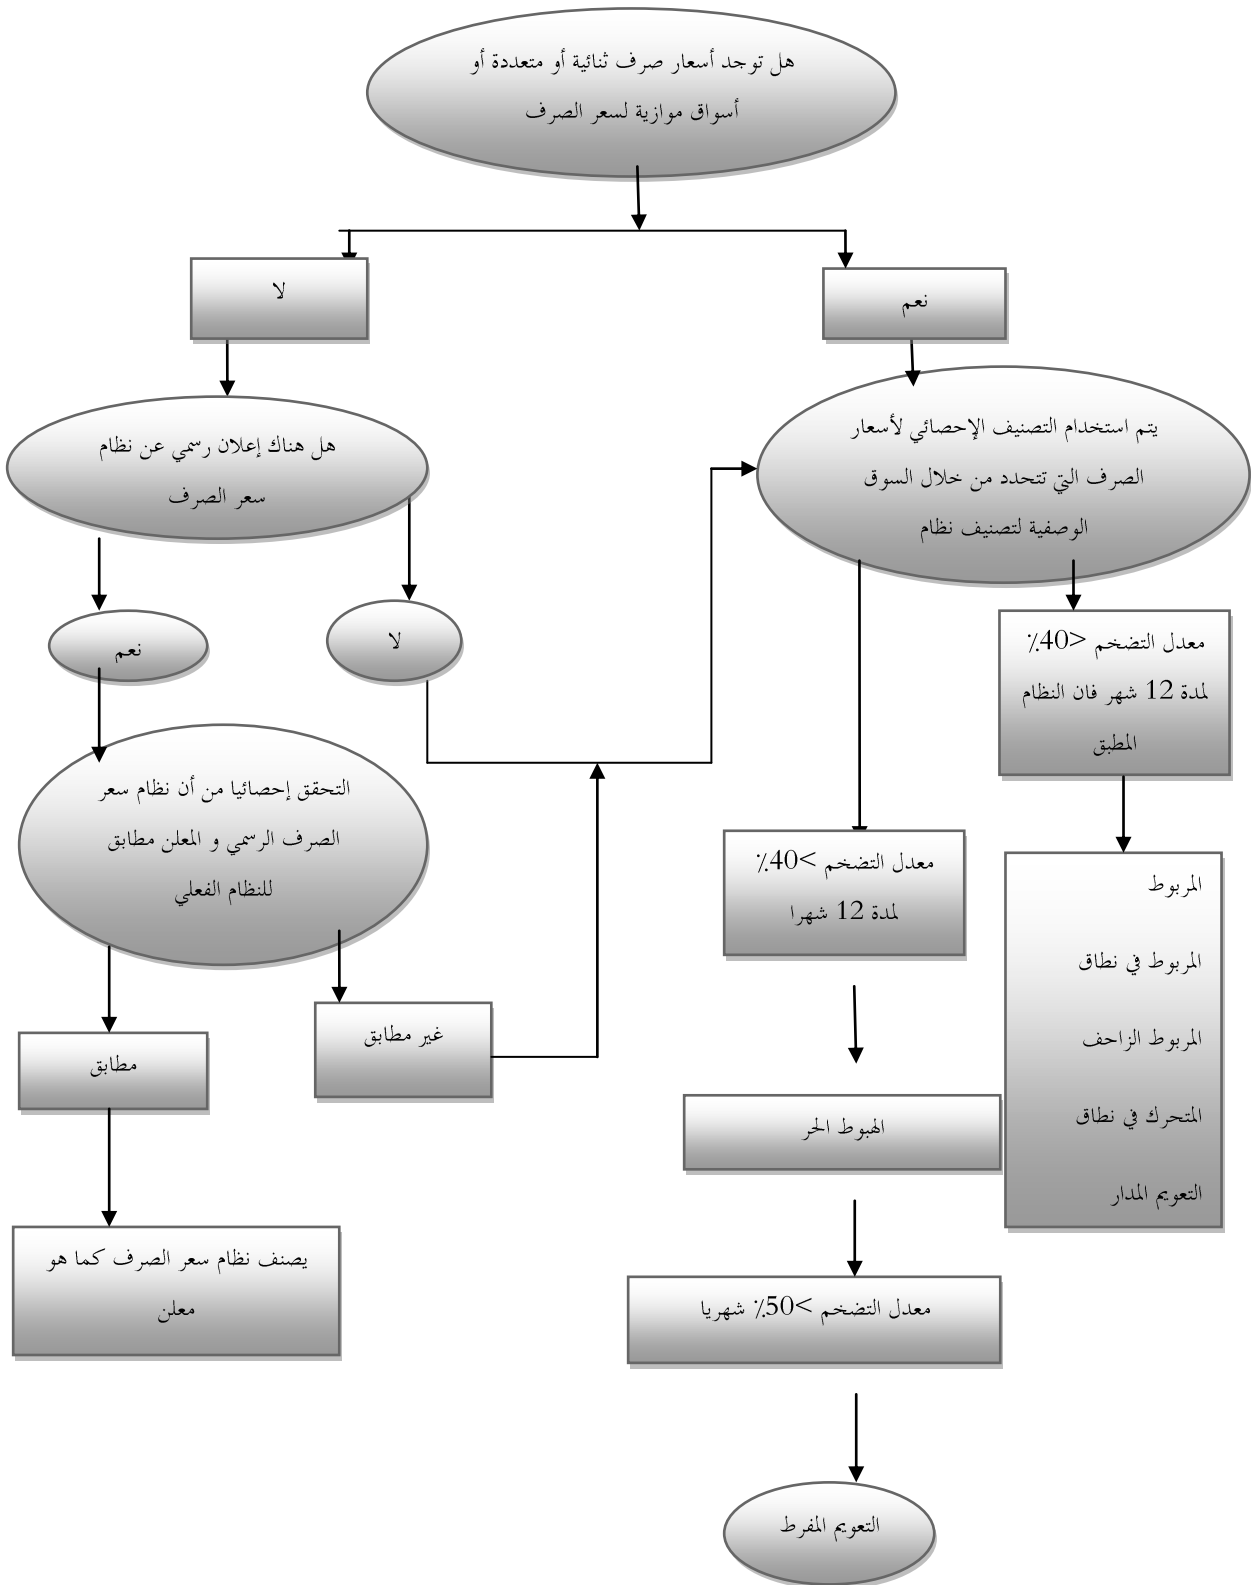 هل توجد أسعار صرف ثنائية أو متعددة أو
أسواق موازية لسعر الصرف
نعم
لا
يتم استخدام التصنيف الإحصائي لأسعار
الصرف التي تتحدد من خلال السوق
الوصفية لتصنيف نظام
هل هناك إعلان رسمي عن نظام
سعر الصرف
لا
نعم
معدل التضخم <40٪
لمدة 12 شهر فان النظام
المطبق
التحقق إحصائيا من أن نظام سعر
الصرف الرسمي و المعلن مطابق
للنظام الفعلي
معدل التضخم >40٪
لمدة 12 شهرا
المربوط
المربوط في نطاق
المربوط الزاحف
المتحرك في نطاق
التعويم المدار
غير مطابق
مطابق
الهبوط الحر
يصنف نظام سعر الصرف كما هو
معلن
معدل التضخم >50٪ شهريا
التعويم المفرط